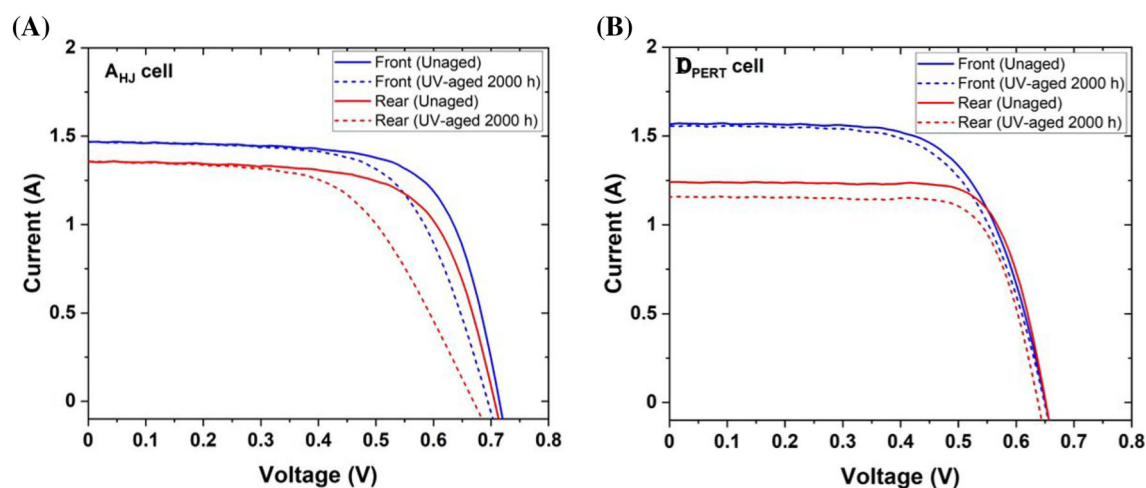 (A)
A_HJ cell
Front (Unaged)
Front (UV-aged 2000 h)
Rear (Unaged)
Rear (UV-aged 2000 h)
Current (A)
2
1.5
1
0.5
0
0 0.1 0.2 0.3 0.4 0.5 0.6 0.7 0.8
Voltage (V)
(B)
D_PERT cell
Front (Unaged)
Front (UV-aged 2000 h)
Rear (Unaged)
Rear (UV-aged 2000 h)
Current (A)
2
1.5
1
0.5
0
0 0.1 0.2 0.3 0.4 0.5 0.6 0.7 0.8
Voltage (V)